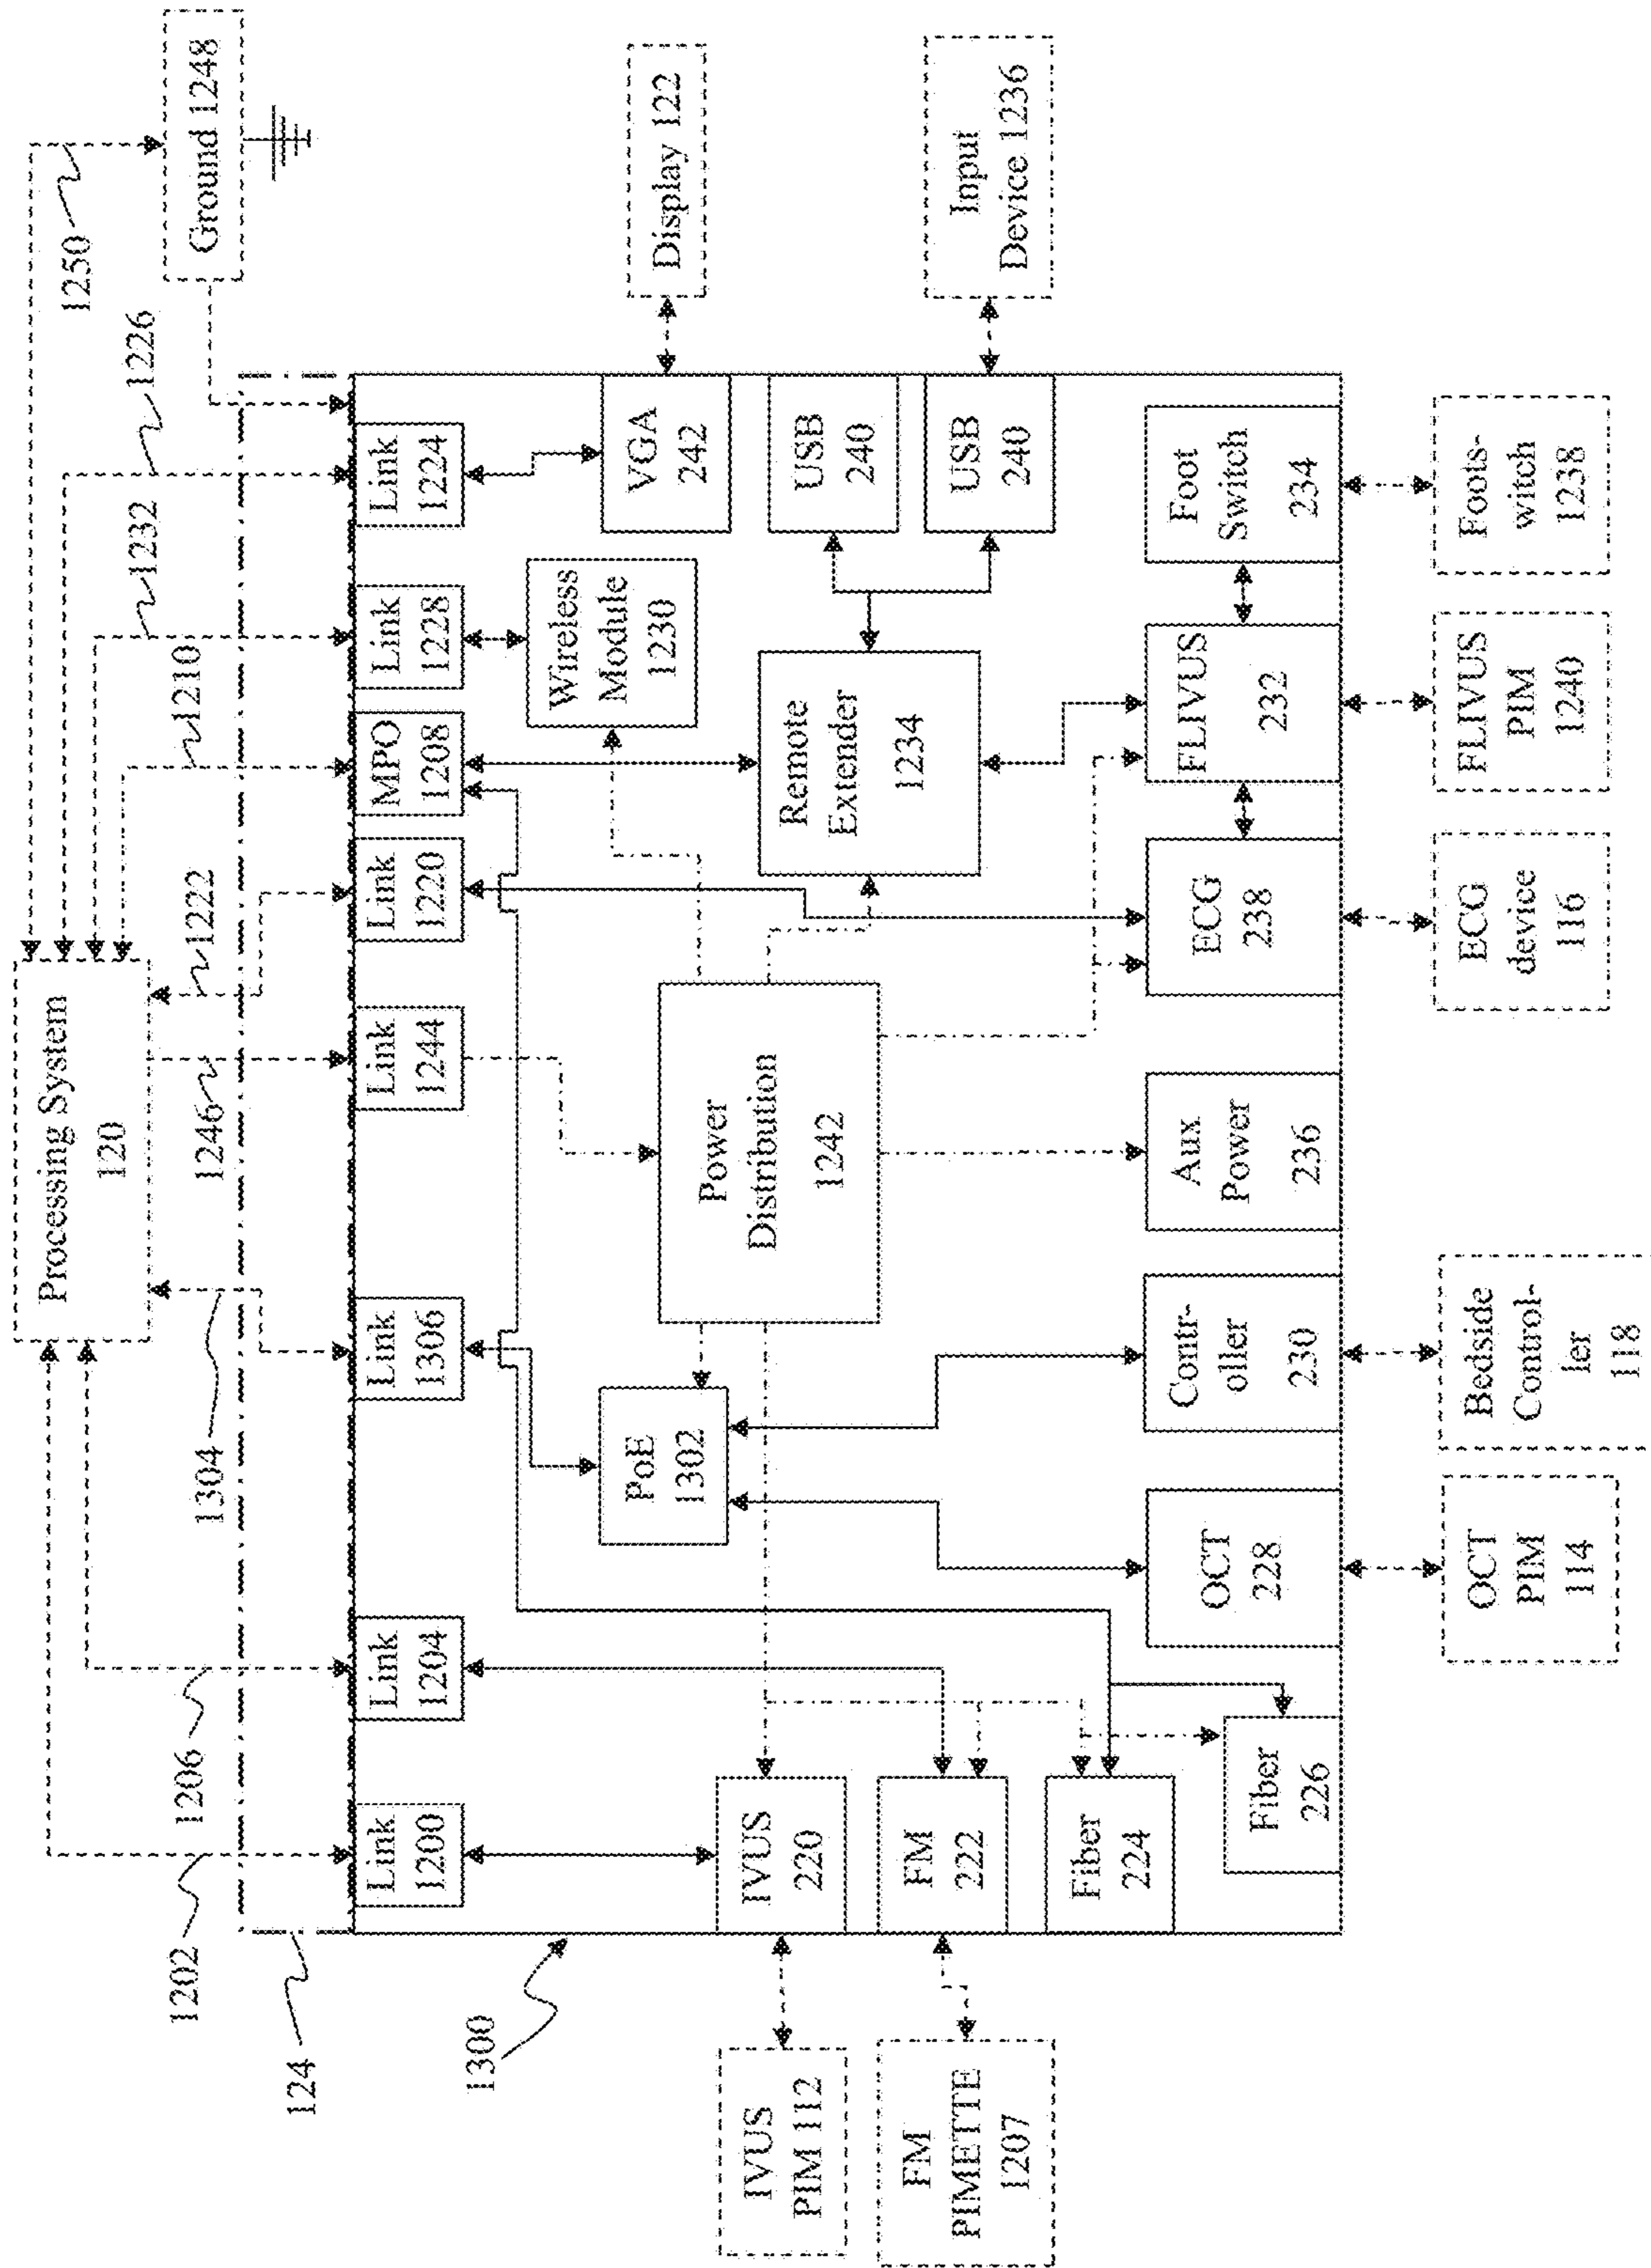 Processing System
120
Ground 1248
1250
1226
1232
1210
1222
1246
1304
1206
1202
124
1300
Link
1200
Link
1204
Link
1306
Link
1244
Link
1220
MPO
1208
Link
1228
Link
1224
Wireless
Module
1230
VGA
242
Display 122
USB
240
USB
240
Input
Device 1236
Remote
Extender
1234
Power
Distribution
1242
PoE
1302
IVUS
220
FM
222
Fiber
224
Fiber
226
OCT
228
Contr-
oller
230
Aux
Power
236
ECG
238
FLIVUS
232
Foot
Switch
234
IVUS
PIM 112
FM
PIMETTE
1207
OCT
PIM
114
Bedside
Control-
ler
118
ECG
device
116
FLIVUS
PIM
1240
Foots-
witch
1238